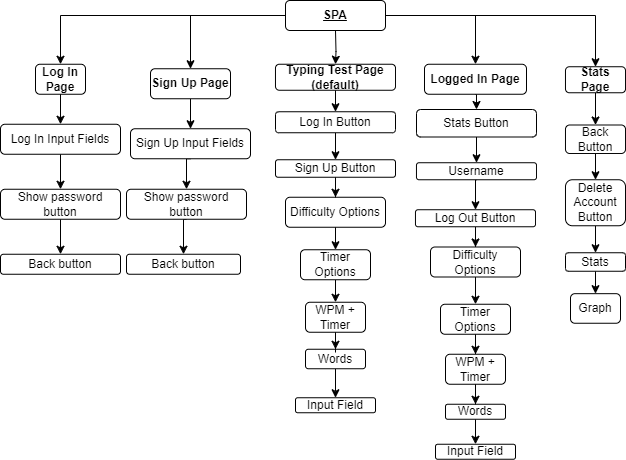 SPA
Log In
Page
Log In Input Fields
Show password
button
Back button
Sign Up Page
Sign Up Input Fields
Show password
button
Back button
Typing Test Page
(default)
Log In Button
Sign Up Button
Difficulty Options
Timer
Options
WPM +
Timer
Words
Input Field
Logged In Page
Stats Button
Username
Log Out Button
Difficulty
Options
Timer
Options
WPM +
Timer
Words
Input Field
Stats
Page
Back
Button
Delete
Account
Button
Stats
Graph